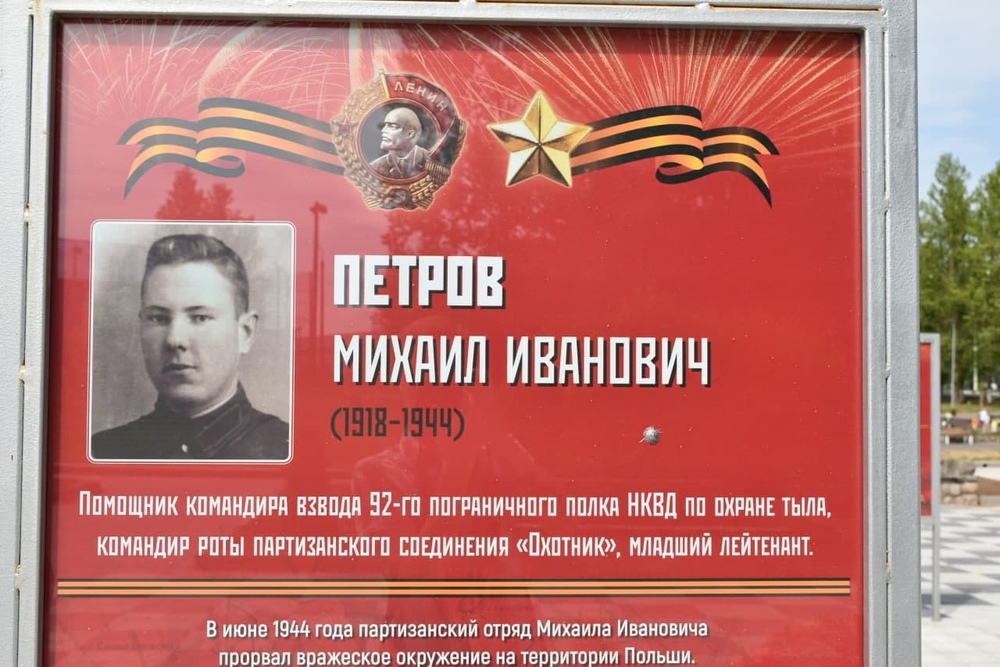 ЛЕНИН
ПЕТРОВ
МИХАИЛ ИВАНОВИЧ
(1918–1944)
Помощник командира взвода 92-го пограничного полка НКВД по охране тыла,
командир роты партизанского соединения «Охотник», младший лейтенант.
В июне 1944 года партизанский отряд Михаила Ивановича
прорвал вражеское окружение на территории Польши.